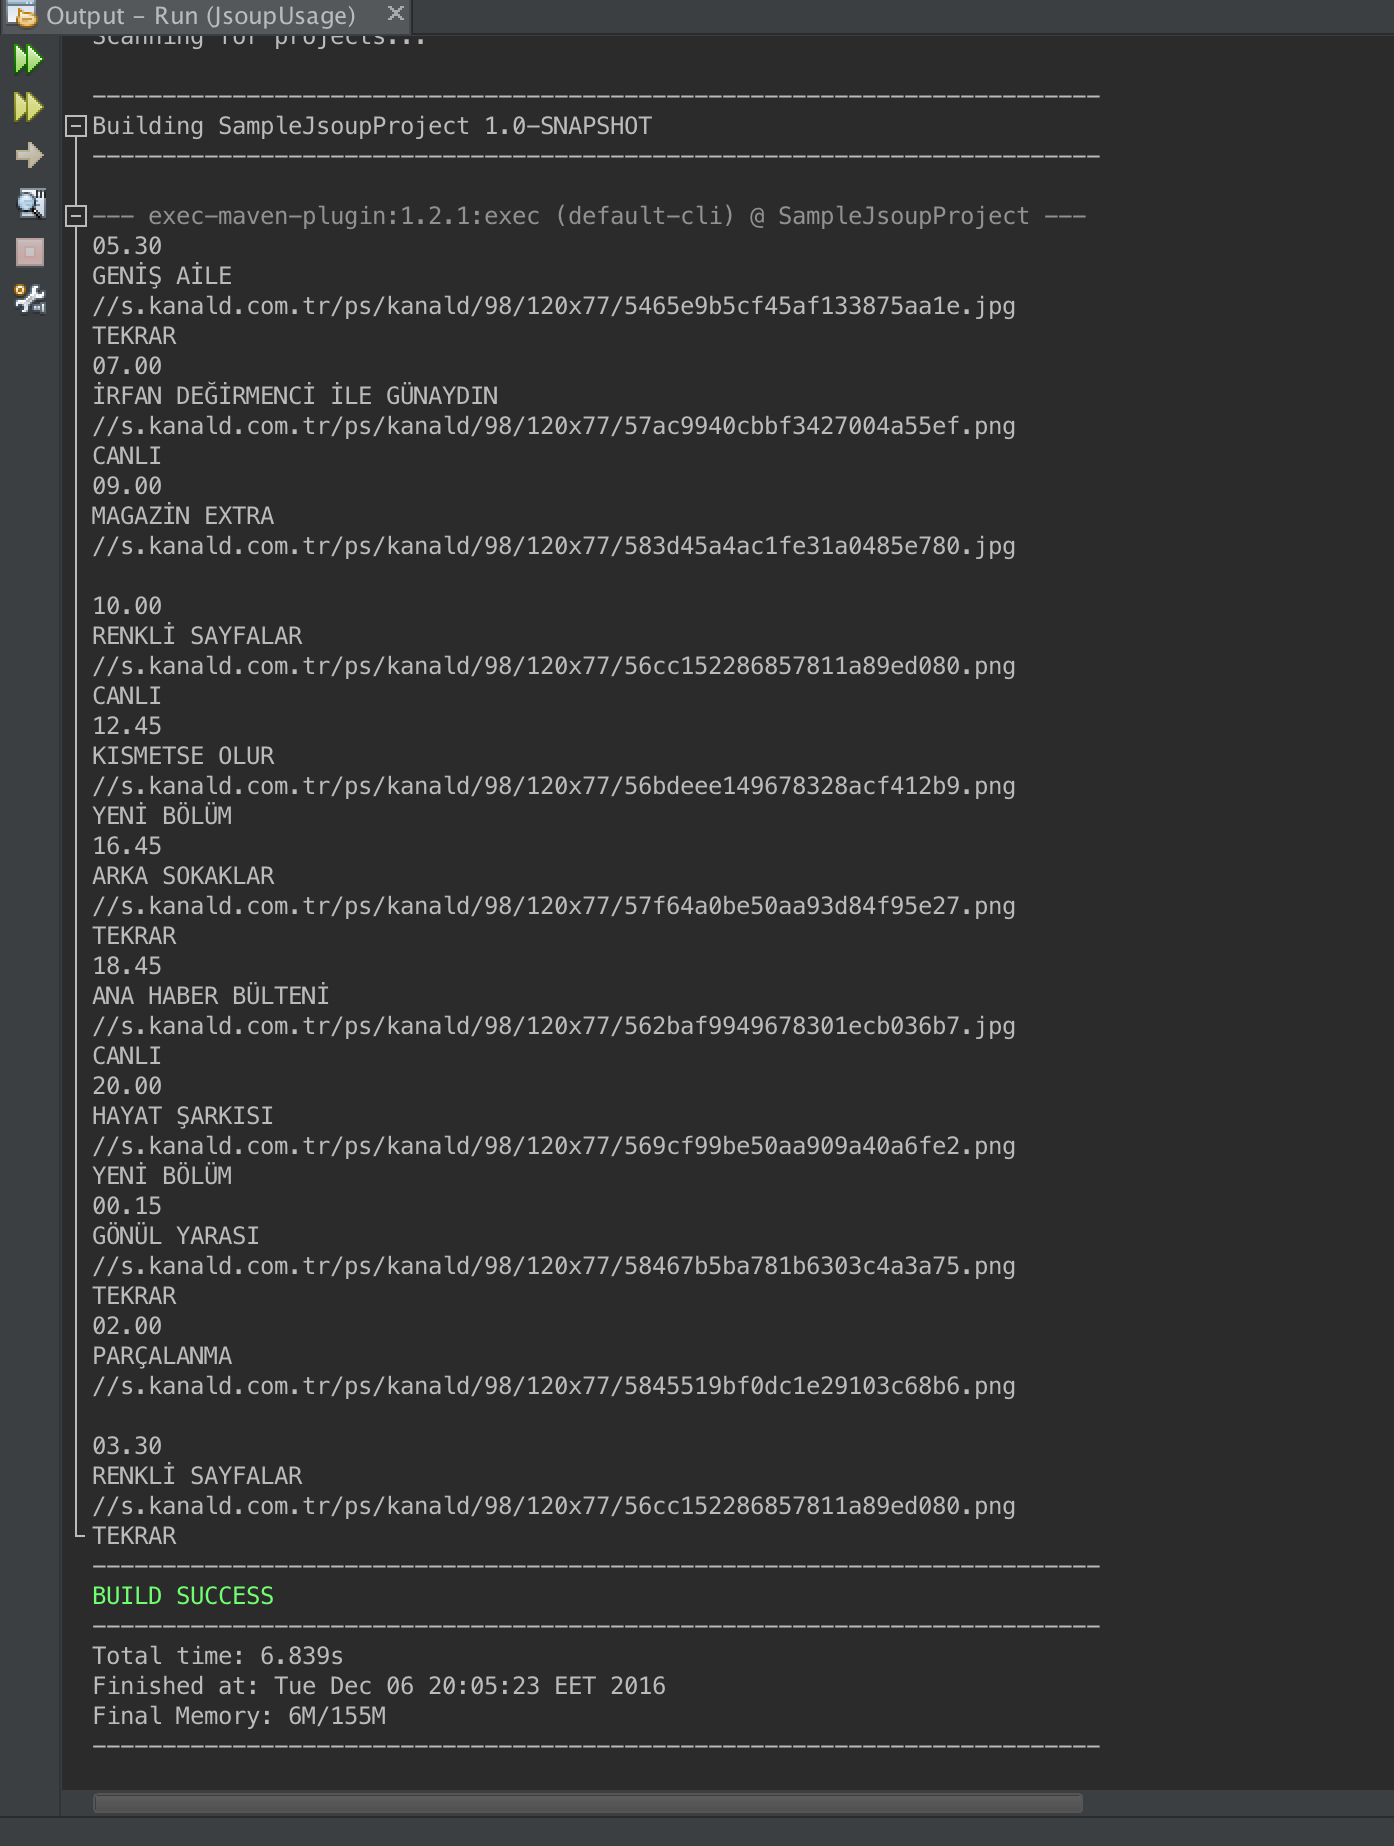 Output – Run (JsoupUsage)
Scanning for projects...
------------------------------------------------------------------------
Building SampleJsoupProject 1.0-SNAPSHOT
------------------------------------------------------------------------
--- exec-maven-plugin:1.2.1:exec (default-cli) @ SampleJsoupProject ---
05.30
GENİŞ AİLE
//s.kanald.com.tr/ps/kanald/98/120x77/5465e9b5cf45af133875aa1e.jpg
TEKRAR
07.00
İRFAN DEĞİRMENCİ İLE GÜNAYDIN
//s.kanald.com.tr/ps/kanald/98/120x77/57ac9940cbbf3427004a55ef.png
CANLI
09.00
MAGAZİN EXTRA
//s.kanald.com.tr/ps/kanald/98/120x77/583d45a4ac1fe31a0485e780.jpg
10.00
RENKLİ SAYFALAR
//s.kanald.com.tr/ps/kanald/98/120x77/56cc152286857811a89ed080.png
CANLI
12.45
KISMETSE OLUR
//s.kanald.com.tr/ps/kanald/98/120x77/56bdeee149678328acf412b9.png
YENİ BÖLÜM
16.45
ARKA SOKAKLAR
//s.kanald.com.tr/ps/kanald/98/120x77/57f64a0be50aa93d84f95e27.png
TEKRAR
18.45
ANA HABER BÜLTENİ
//s.kanald.com.tr/ps/kanald/98/120x77/562baf9949678301ecb036b7.jpg
CANLI
20.00
HAYAT ŞARKISI
//s.kanald.com.tr/ps/kanald/98/120x77/569cf99be50aa909a40a6fe2.png
YENİ BÖLÜM
00.15
GÖNÜL YARASI
//s.kanald.com.tr/ps/kanald/98/120x77/58467b5ba781b6303c4a3a75.png
TEKRAR
02.00
PARÇALANMA
//s.kanald.com.tr/ps/kanald/98/120x77/5845519bf0dc1e29103c68b6.png
03.30
RENKLİ SAYFALAR
//s.kanald.com.tr/ps/kanald/98/120x77/56cc152286857811a89ed080.png
TEKRAR
------------------------------------------------------------------------
BUILD SUCCESS
------------------------------------------------------------------------
Total time: 6.839s
Finished at: Tue Dec 06 20:05:23 EET 2016
Final Memory: 6M/155M
------------------------------------------------------------------------